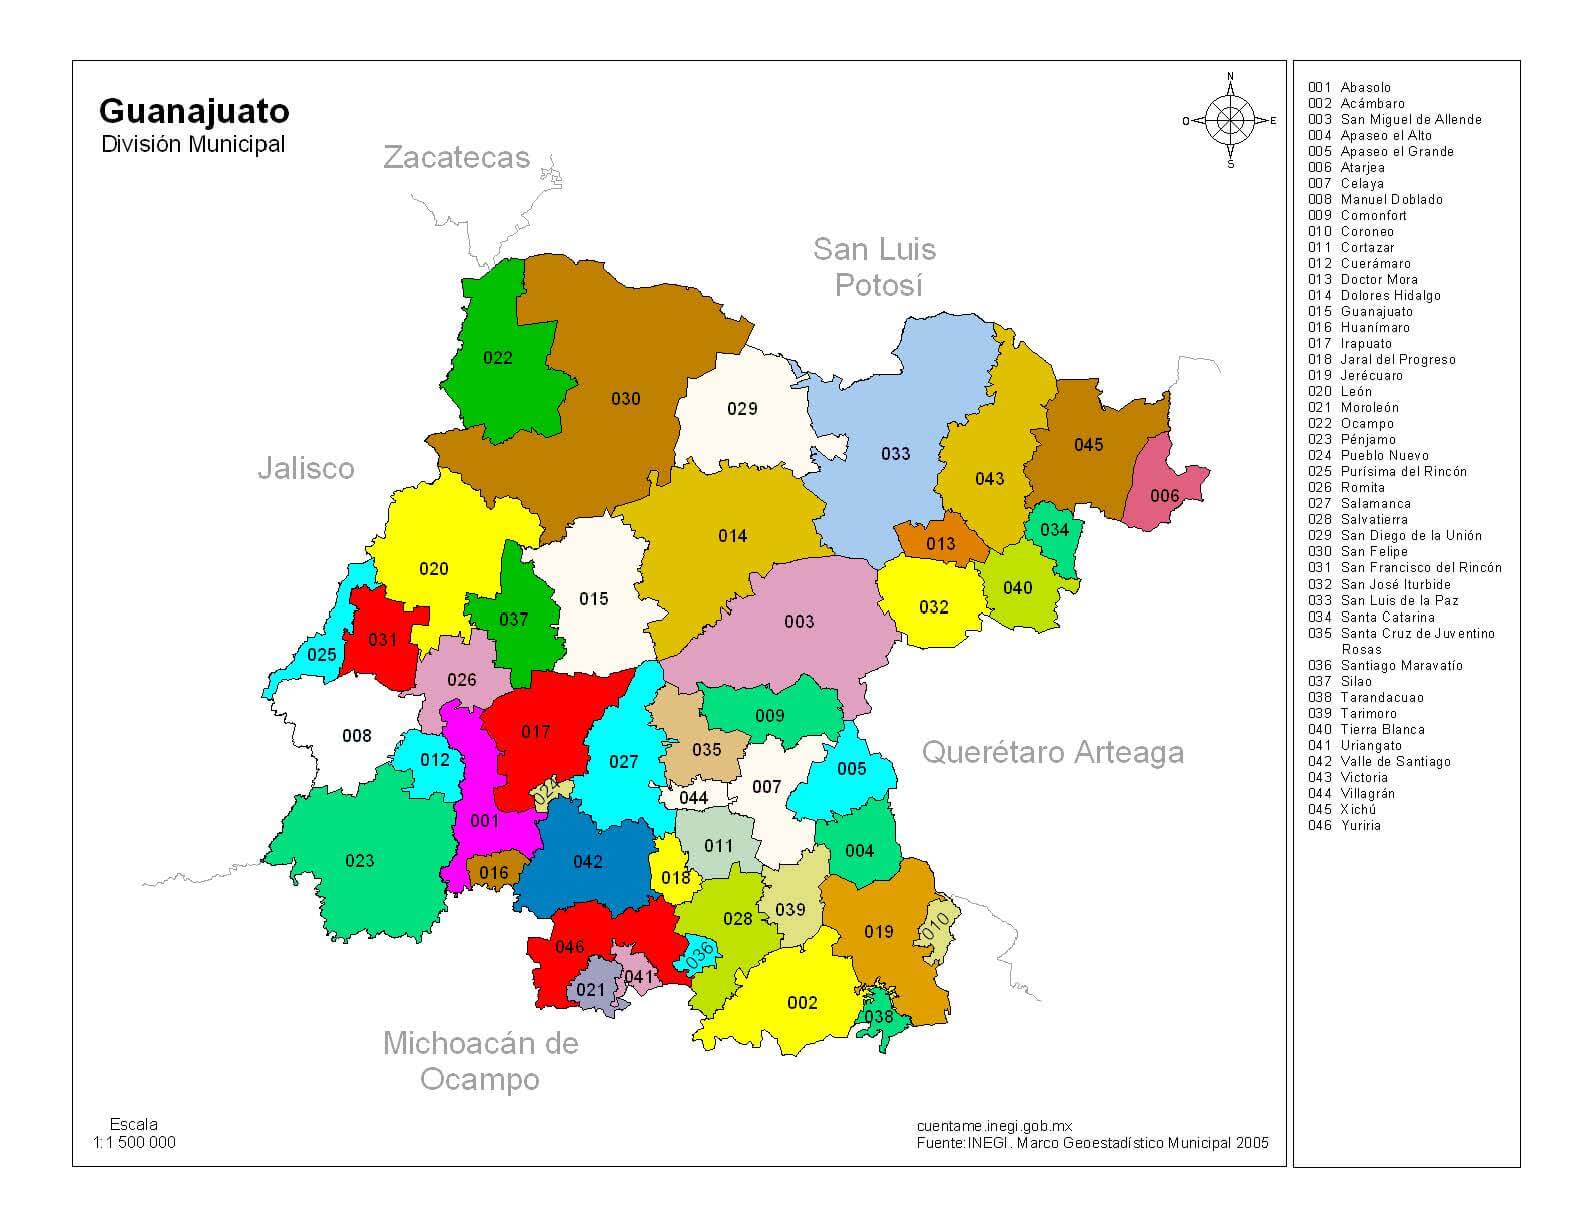 Guanajuato
División Municipal
N
O
E
S
Zacatecas
San Luis
Potosí
Jalisco
Querétaro Arteaga
Michoacán de
Ocampo
022
030
029
033
043
045
006
034
014
013
040
032
020
037
015
003
031
025
026
008
017
009
035
012
027
005
024
044
007
001
011
004
023
016
042
018
028
039
019
010
046
036
041
021
002
038
Escala
1:1 500 000
cuentame.inegi.gob.mx
Fuente:INEGI. Marco Geoestadístico Municipal 2005
001 Abasolo
002 Acámbaro
003 San Miguel de Allende
004 Apaseo el Alto
005 Apaseo el Grande
006 Atarjea
007 Celaya
008 Manuel Doblado
009 Comonfort
010 Coroneo
011 Cortazar
012 Cuerámaro
013 Doctor Mora
014 Dolores Hidalgo
015 Guanajuato
016 Huanímaro
017 Irapuato
018 Jaral del Progreso
019 Jerécuaro
020 León
021 Moroleón
022 Ocampo
023 Pénjamo
024 Pueblo Nuevo
025 Purísima del Rincón
026 Romita
027 Salamanca
028 Salvatierra
029 San Diego de la Unión
030 San Felipe
031 San Francisco del Rincón
032 San José Iturbide
033 San Luis de la Paz
034 Santa Catarina
035 Santa Cruz de Juventino
Rosas
036 Santiago Maravatío
037 Silao
038 Tarandacuao
039 Tarimoro
040 Tierra Blanca
041 Uriangato
042 Valle de Santiago
043 Victoria
044 Villagrán
045 Xichú
046 Yuriria